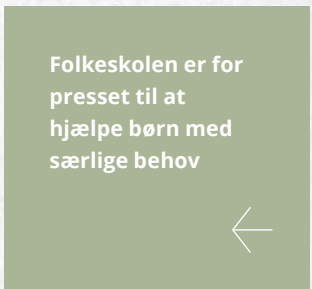 Folkeskolen er for
presset til at
hjælpe børn med
særlige behov